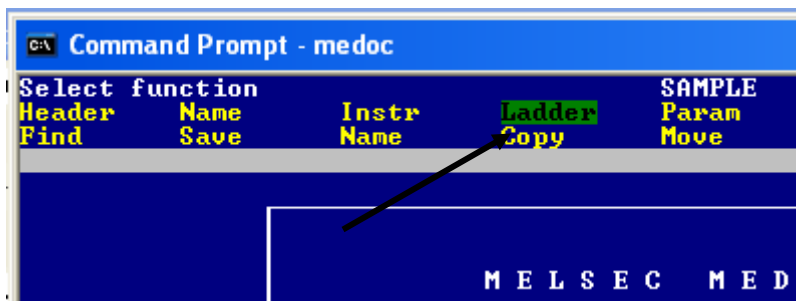 Command Prompt - medoc
Select function SAMPLE
Header Name Instr Ladder Param
Find Save Name Copy Move
M E L S E C M E D